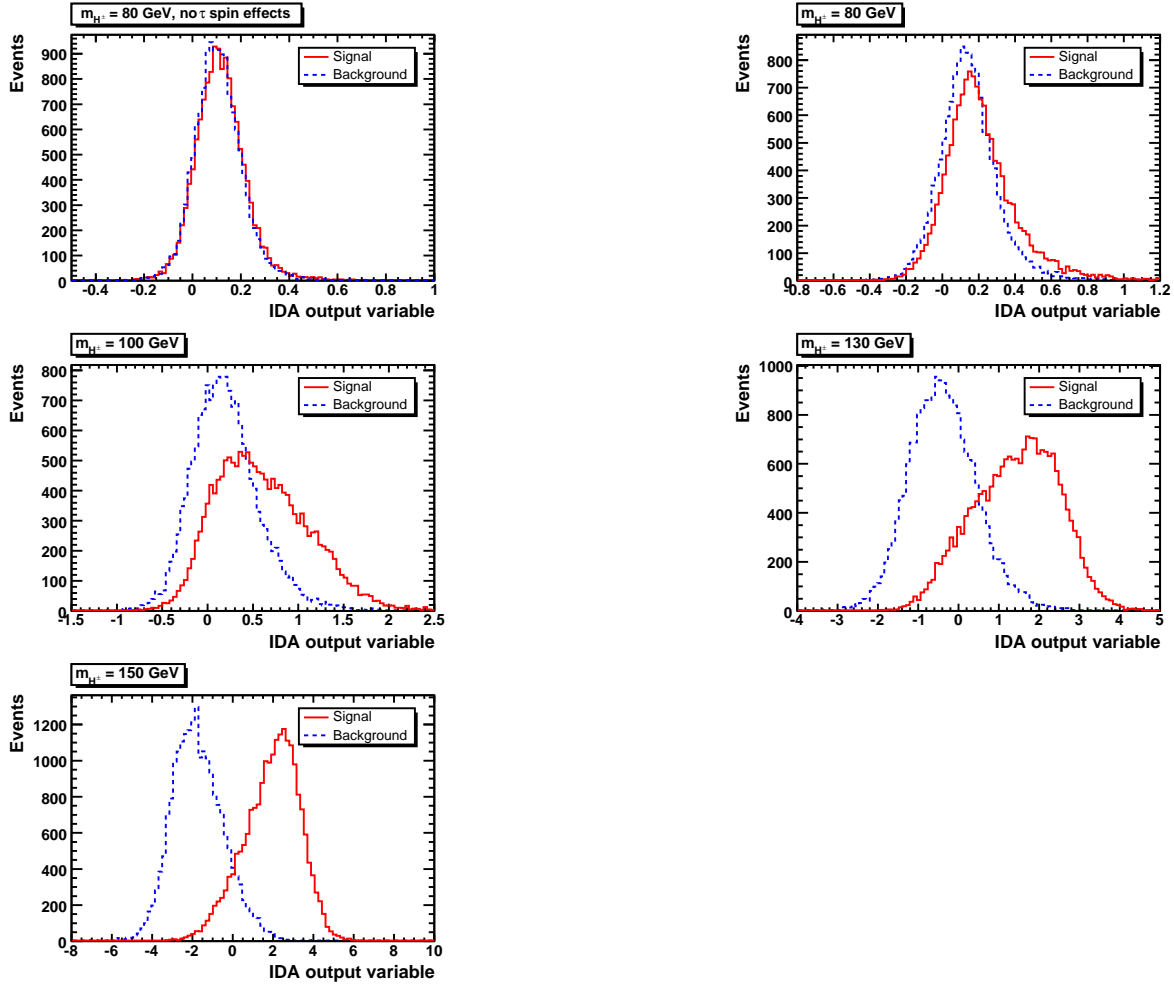 m_H± = 80 GeV, no τ spin effects
Events
900
800
700
600
500
400
300
200
100
0
Signal
Background
-0.4 -0.2 0 0.2 0.4 0.6 0.8 1
IDA output variable
m_H± = 80 GeV
Events
800
700
600
500
400
300
200
100
0
Signal
Background
-0.8 -0.6 -0.4 -0.2 -0 0.2 0.4 0.6 0.8 1 1.2
IDA output variable
m_H± = 100 GeV
Events
800
700
600
500
400
300
200
100
0
Signal
Background
-1.5 -1 -0.5 0 0.5 1 1.5 2 2.5
IDA output variable
m_H± = 130 GeV
Events
1000
800
600
400
200
0
Signal
Background
-4 -3 -2 -1 0 1 2 3 4 5
IDA output variable
m_H± = 150 GeV
Events
1200
1000
800
600
400
200
0
Signal
Background
-8 -6 -4 -2 0 2 4 6 8 10
IDA output variable